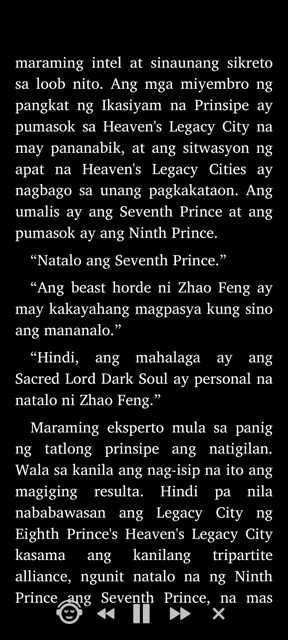 maraming intel at sinaunang sikreto
sa loob nito. Ang mga miyembro ng
pangkat ng Ikasiyam na Prinsipe ay
pumasok sa Heaven's Legacy City na
may pananabik, at ang sitwasyon ng
apat na Heaven's Legacy Cities ay
nagbago sa unang pagkakataon. Ang
umalis ay ang Seventh Prince at ang
pumasok ay ang Ninth Prince.
“Natalo ang Seventh Prince.”
“Ang beast horde ni Zhao Feng ay
may kakayahang magpasya kung sino
ang mananalo.”
“Hindi, ang mahalaga ay ang
Sacred Lord Dark Soul ay personal na
natalo ni Zhao Feng.”
Maraming eksperto mula sa panig
ng tatlong prinsipe ang natigilan.
Wala sa kanila ang nag-isip na ito ang
magiging resulta. Hindi pa nila
nababawasan ang Legacy City ng
Eighth Prince's Heaven's Legacy City
kasama ang kanilang tripartite
alliance, ngunit natalo na ng Ninth
Prince ang Seventh Prince, na mas